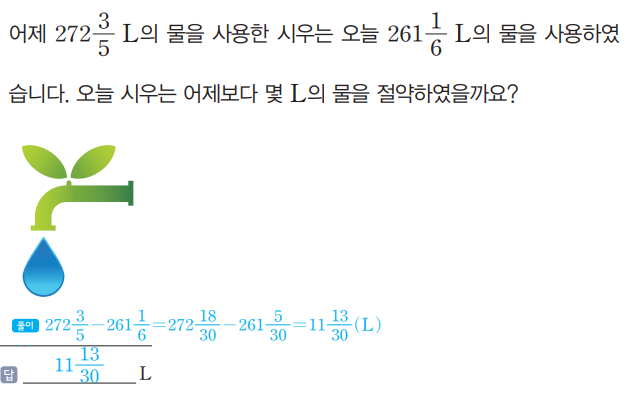 어제 272 3/5 L의 물을 사용한 시우는 오늘 261 1/6 L의 물을 사용하였
습니다. 오늘 시우는 어제보다 몇 L의 물을 절약하였을까요?
풀이 272 3/5 - 261 1/6 = 272 18/30 - 261 5/30 = 11 13/30 (L)
답 11 13/30 L